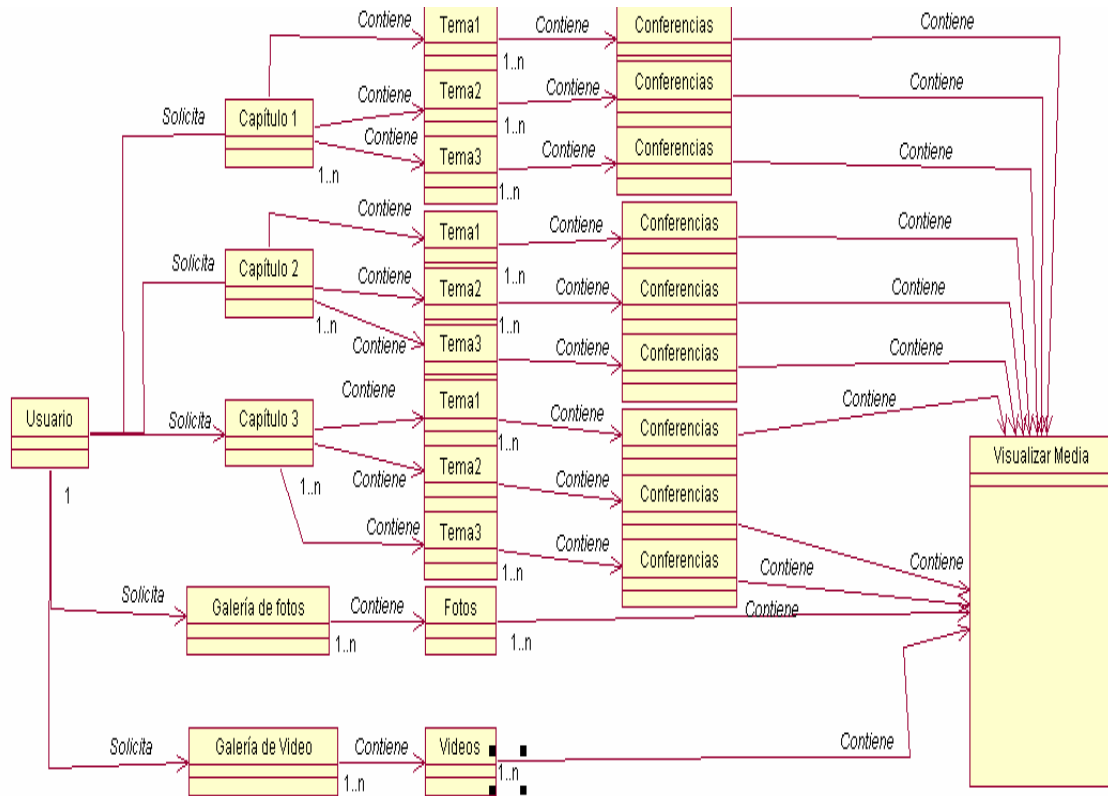 Contiene
Tema1
Contiene
Conferencias
Contiene
1..n
Contiene
Tema2
Contiene
Conferencias
Contiene
Solicita
Capítulo 1
1..n
Contiene
Tema3
Contiene
Conferencias
Contiene
1..n
1..n
Contiene
Tema1
Contiene
Conferencias
Contiene
Solicita
Capítulo 2
1..n
Contiene
Tema2
Contiene
Conferencias
Contiene
1..n
1..n
Contiene
Tema3
Contiene
Conferencias
Contiene
Contiene
Tema1
Contiene
Conferencias
Contiene
Usuario
Solicita
Capítulo 3
1..n
Visualizar Media
Contiene
Tema2
Contiene
Conferencias
Contiene
1
1..n
1..n
Contiene
Tema3
Contiene
Conferencias
Contiene
1..n
Solicita
Galería de fotos
Contiene
Fotos
Contiene
1..n
1..n
Solicita
Galería de Video
Contiene
Videos
Contiene
1..n
1..n